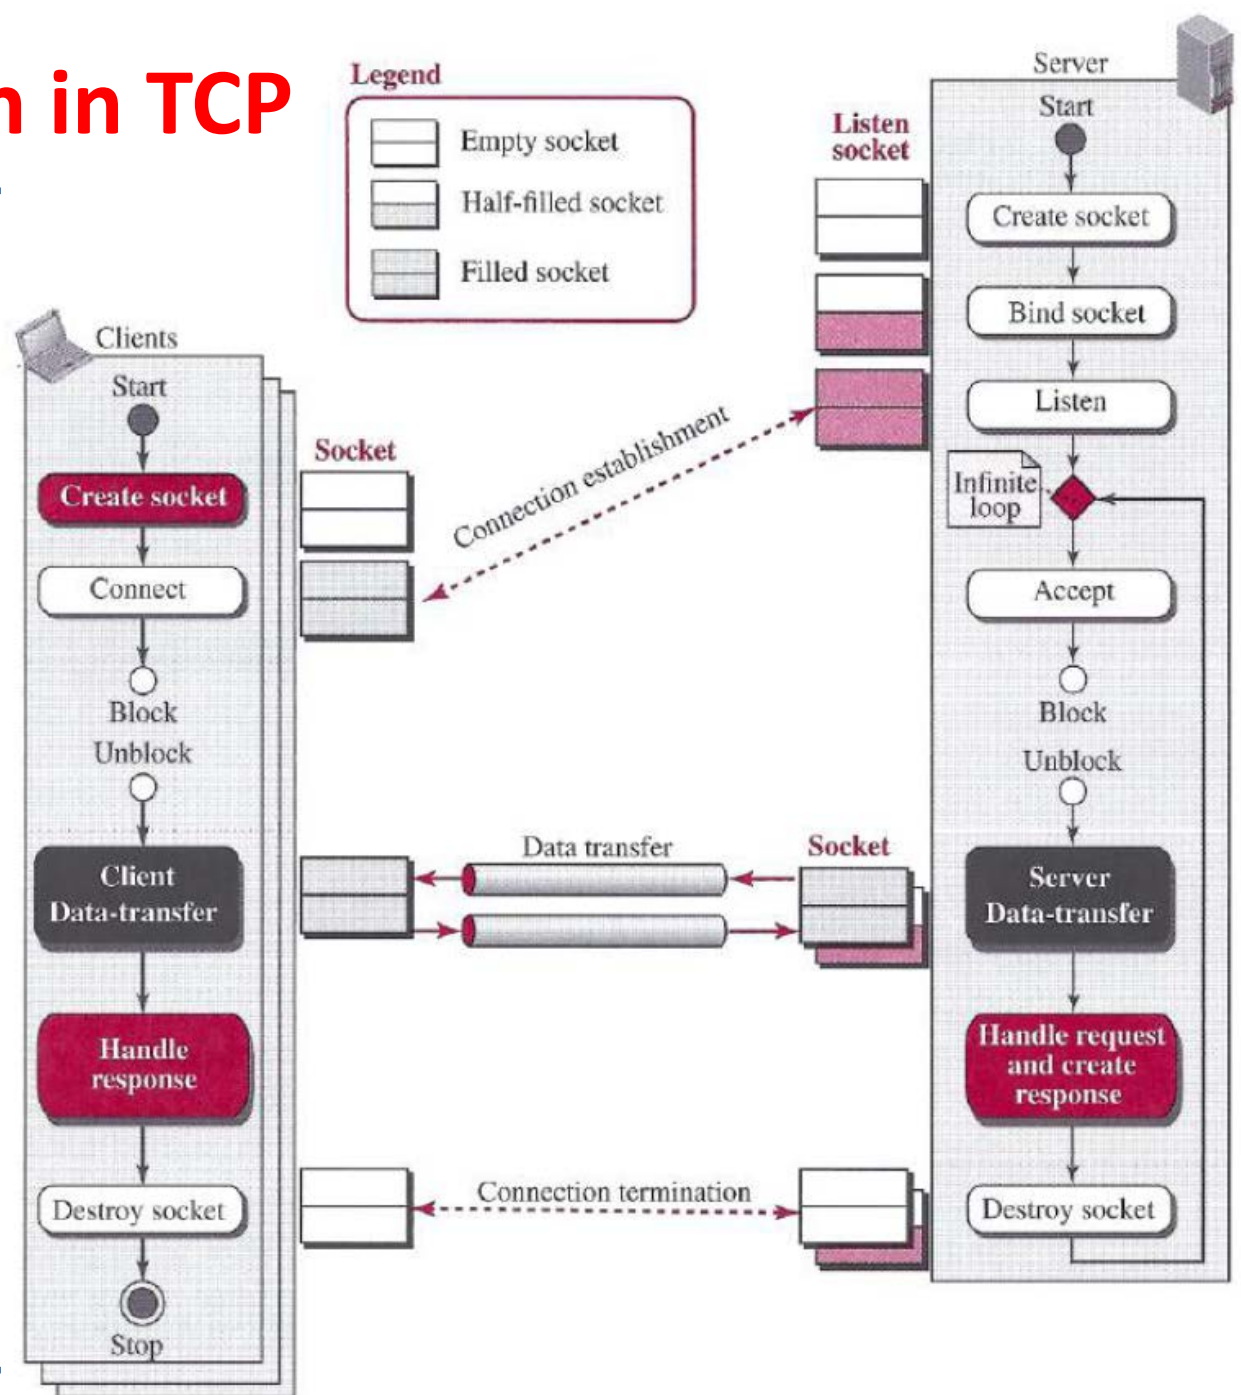 n in TCP
Legend
Empty socket
Half-filled socket
Filled socket
Clients
Start
Create socket
Connect
Block
Unblock
Client
Data-transfer
Handle
response
Destroy socket
Stop
Socket
Connection establishment
Data transfer
Connection termination
Listen
socket
Socket
Server
Start
Create socket
Bind socket
Listen
Infinite
loop
Accept
Block
Unblock
Server
Data-transfer
Handle request
and create
response
Destroy socket